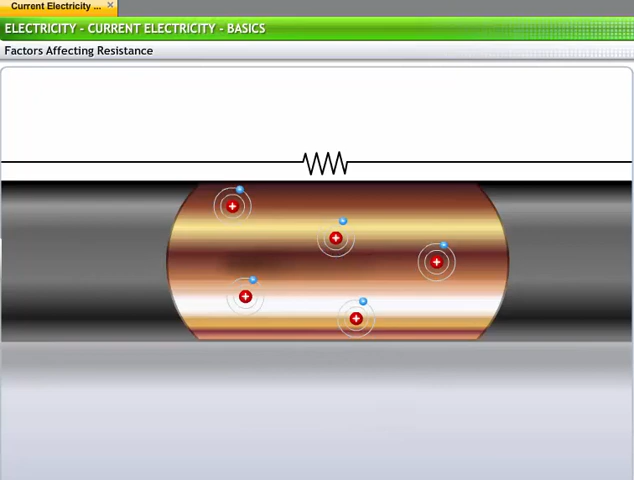 Current Electricity ...
ELECTRICITY - CURRENT ELECTRICITY - BASICS
Factors Affecting Resistance